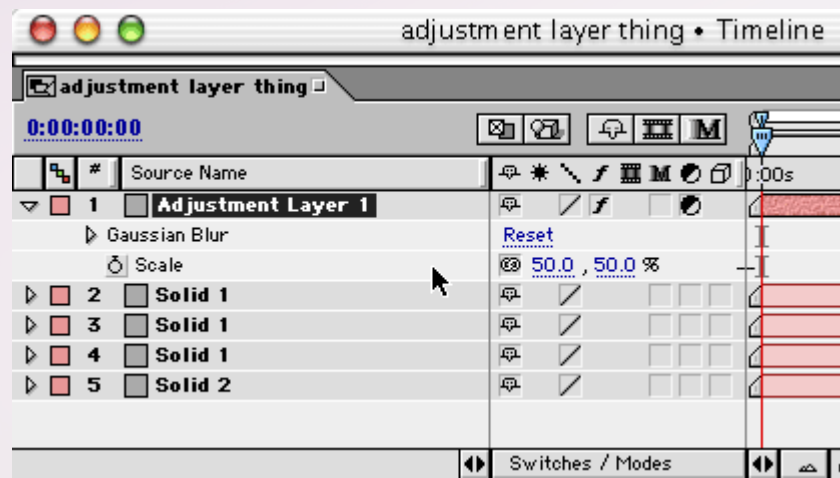 adjustment layer thing • Timeline
adjustment layer thing
0:00:00:00
M
# Source Name f M :00s
1 Adjustment Layer 1 f
Gaussian Blur Reset
Scale 50.0 , 50.0 %
2 Solid 1
3 Solid 1
4 Solid 1
5 Solid 2
Switches / Modes